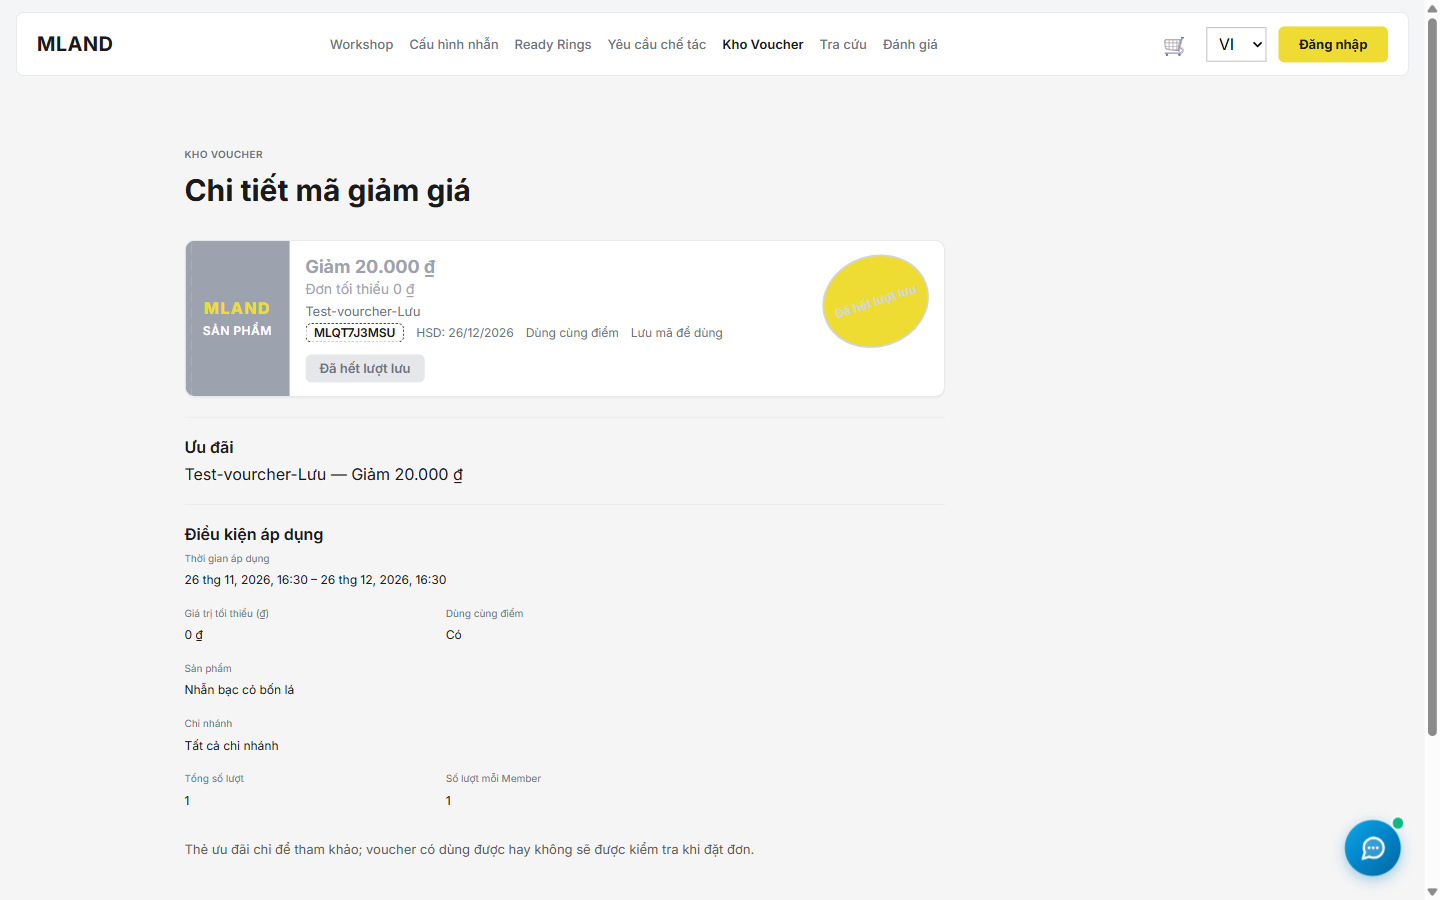 MLAND
Workshop
Cấu hình nhẫn
Ready Rings
Yêu cầu chế tác
Kho Voucher
Tra cứu
Đánh giá
VI
Đăng nhập
KHO VOUCHER
Chi tiết mã giảm giá
MLAND
SẢN PHẨM
Giảm 20.000 ₫
Đơn tối thiểu 0 ₫
Test-vourcher-Lưu
MLQT7J3MSU
HSD: 26/12/2026
Dùng cùng điểm
Lưu mã để dùng
Đã hết lượt lưu
Đã hết lượt lưu
Ưu đãi
Test-vourcher-Lưu — Giảm 20.000 ₫
Điều kiện áp dụng
Thời gian áp dụng
26 thg 11, 2026, 16:30 – 26 thg 12, 2026, 16:30
Giá trị tối thiểu (₫)
0 ₫
Dùng cùng điểm
Có
Sản phẩm
Nhẫn bạc cỏ bốn lá
Chi nhánh
Tất cả chi nhánh
Tổng số lượt
1
Số lượt mỗi Member
1
Thẻ ưu đãi chỉ để tham khảo; voucher có dùng được hay không sẽ được kiểm tra khi đặt đơn.